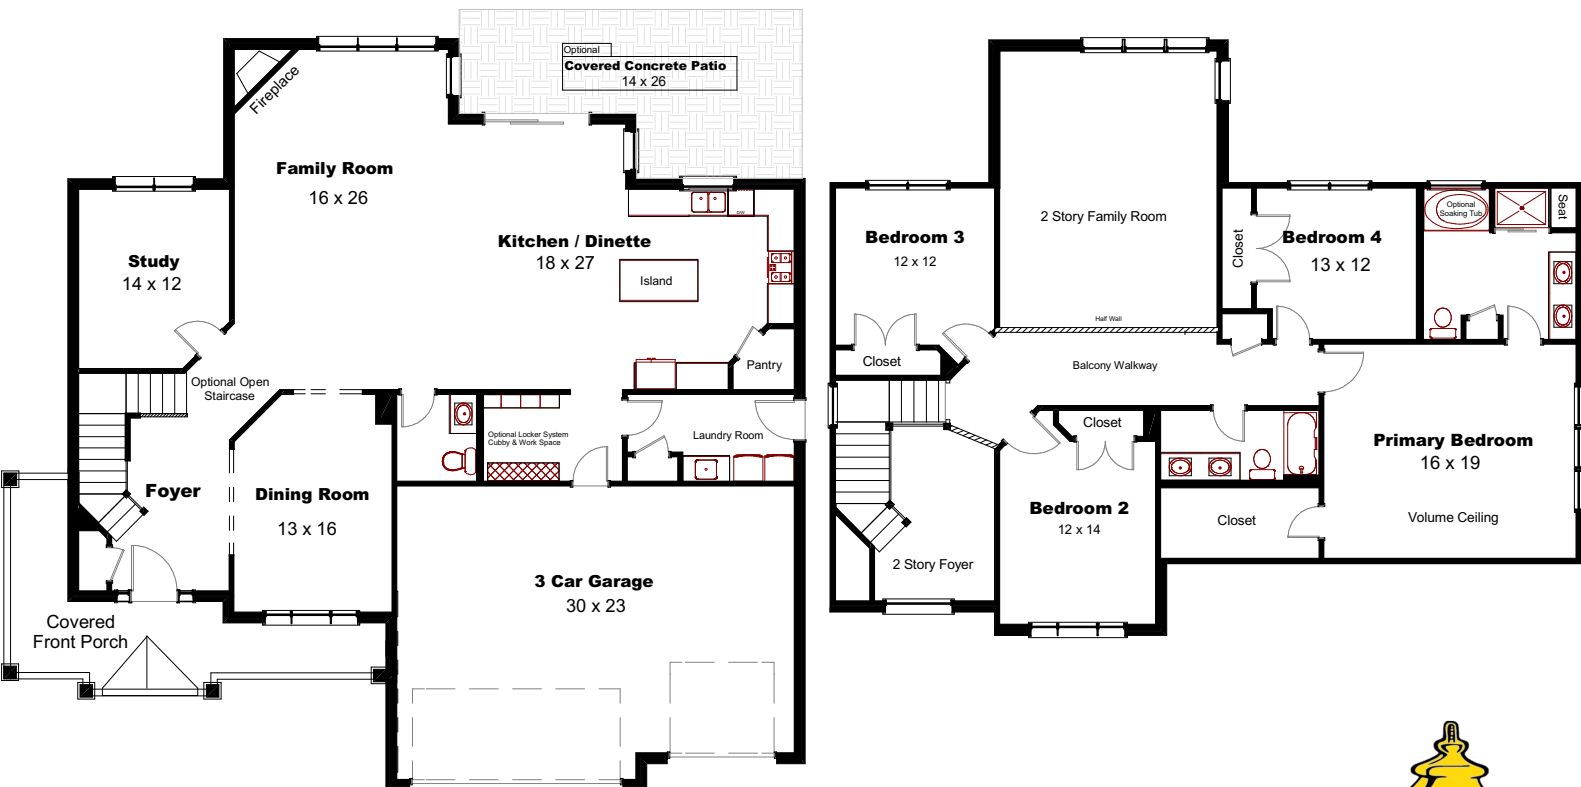 Optional
Covered Concrete Patio
14 x 26
Fireplace
Family Room
16 x 26
Study
14 x 12
Kitchen / Dinette
18 x 27
Island
D/W
Pantry
Optional Open
Staircase
Optional Locker System
Cubby & Work Space
Laundry Room
Foyer
Dining Room
13 x 16
3 Car Garage
30 x 23
Covered
Front Porch
2 Story Family Room
Bedroom 3
12 x 12
Closet
Bedroom 4
13 x 12
Optional
Soaking Tub
Seat
Half Wall
Closet
Balcony Walkway
Closet
Primary Bedroom
16 x 19
Volume Ceiling
Bedroom 2
12 x 14
Closet
2 Story Foyer